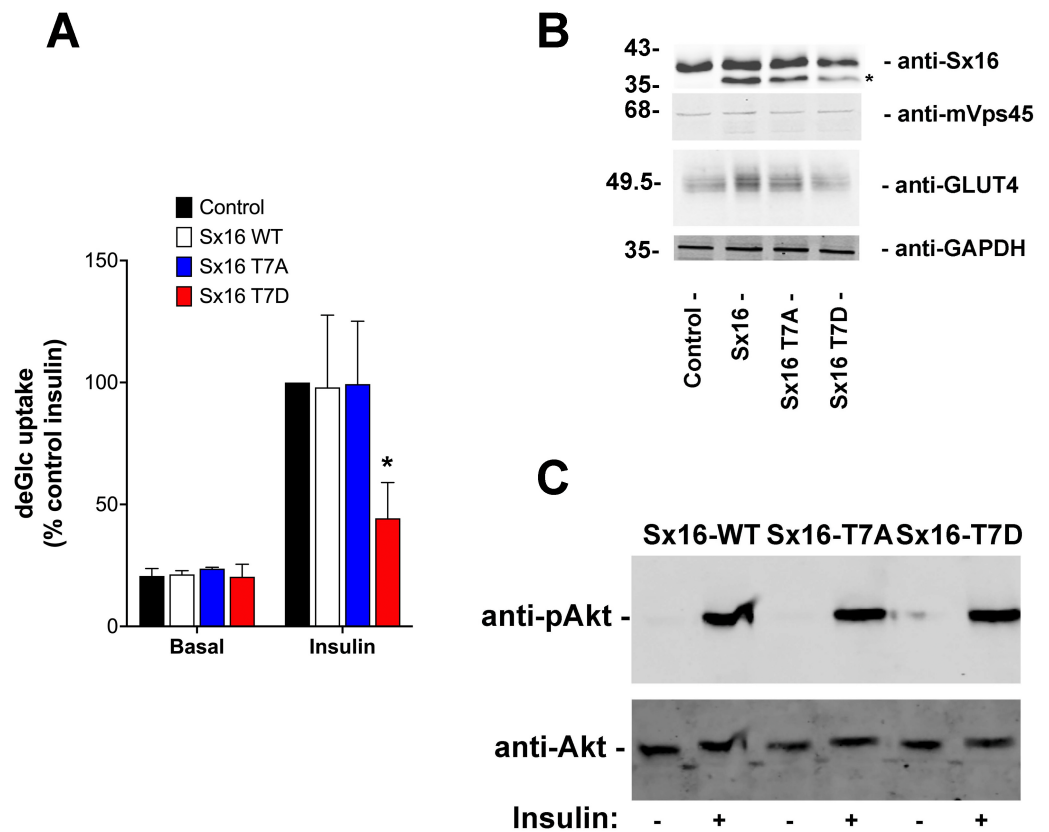 A
Control
Sx16 WT
Sx16 T7A
Sx16 T7D
150
100
50
0
deGlc uptake
(% control insulin)
*
Basal
Insulin
B
43-
35-
68-
49.5-
35-
- anti-Sx16
*
- anti-mVps45
- anti-GLUT4
- anti-GAPDH
Control -
Sx16 -
Sx16 T7A -
Sx16 T7D -
C
Sx16-WT Sx16-T7A Sx16-T7D
anti-pAkt -
anti-Akt -
Insulin: - + - + - +